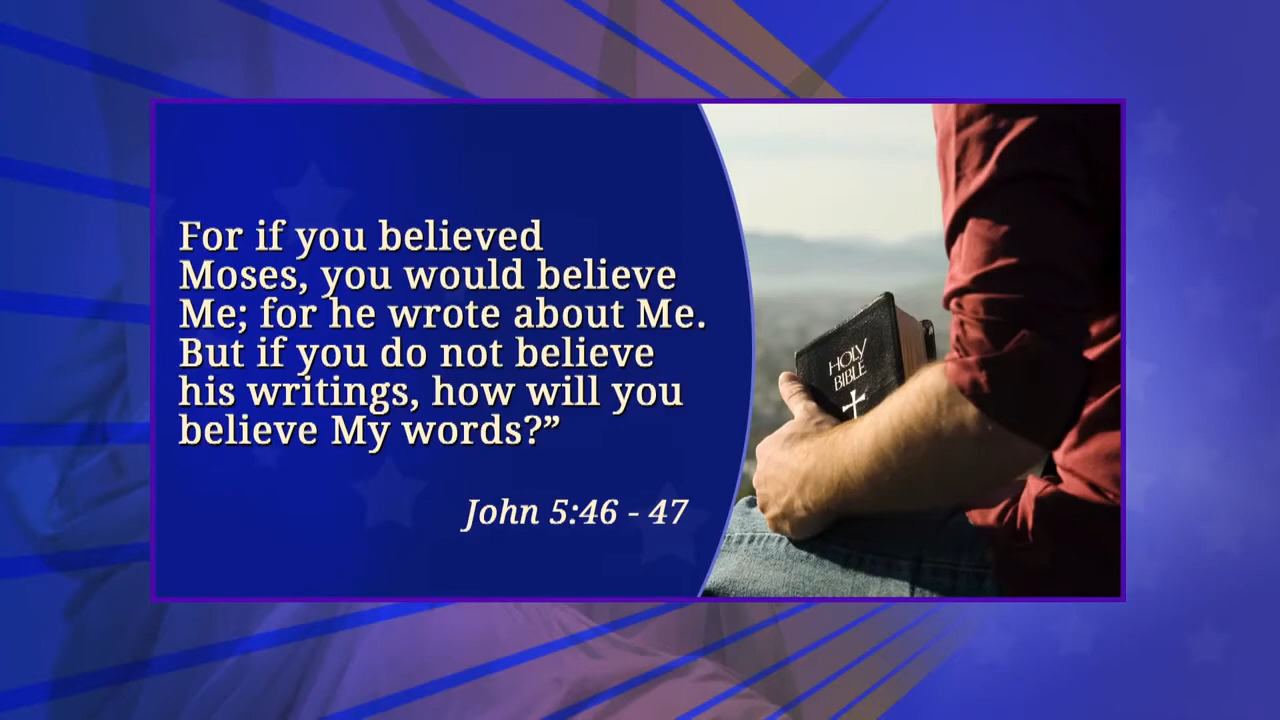 For if you believed
Moses, you would believe
Me; for he wrote about Me.
But if you do not believe
his writings, how will you
believe My words?”
John 5:46 - 47
HOLY
BIBLE